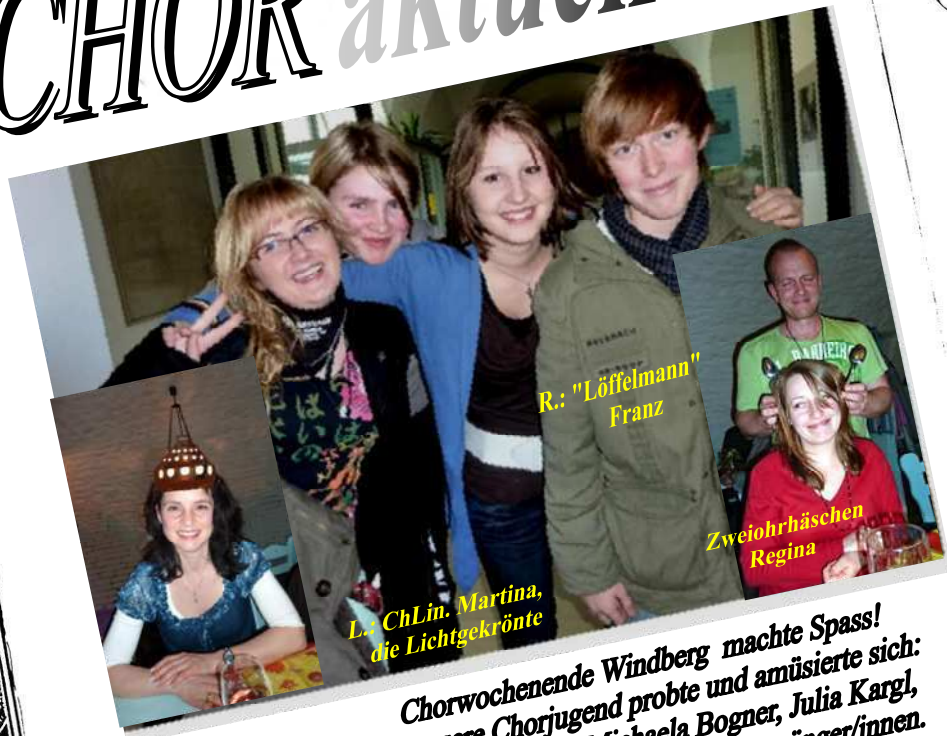 CHOR aktuell
R.: "Löffelmann"
Franz
Zweiohrhäschen
Regina
L.: ChLin. Martina,
die Lichtgekrönte
Chorwochenende Windberg machte Spass!
Chorjugend probte und amüsierte sich:
Michaela Bogner, Julia Kargl,